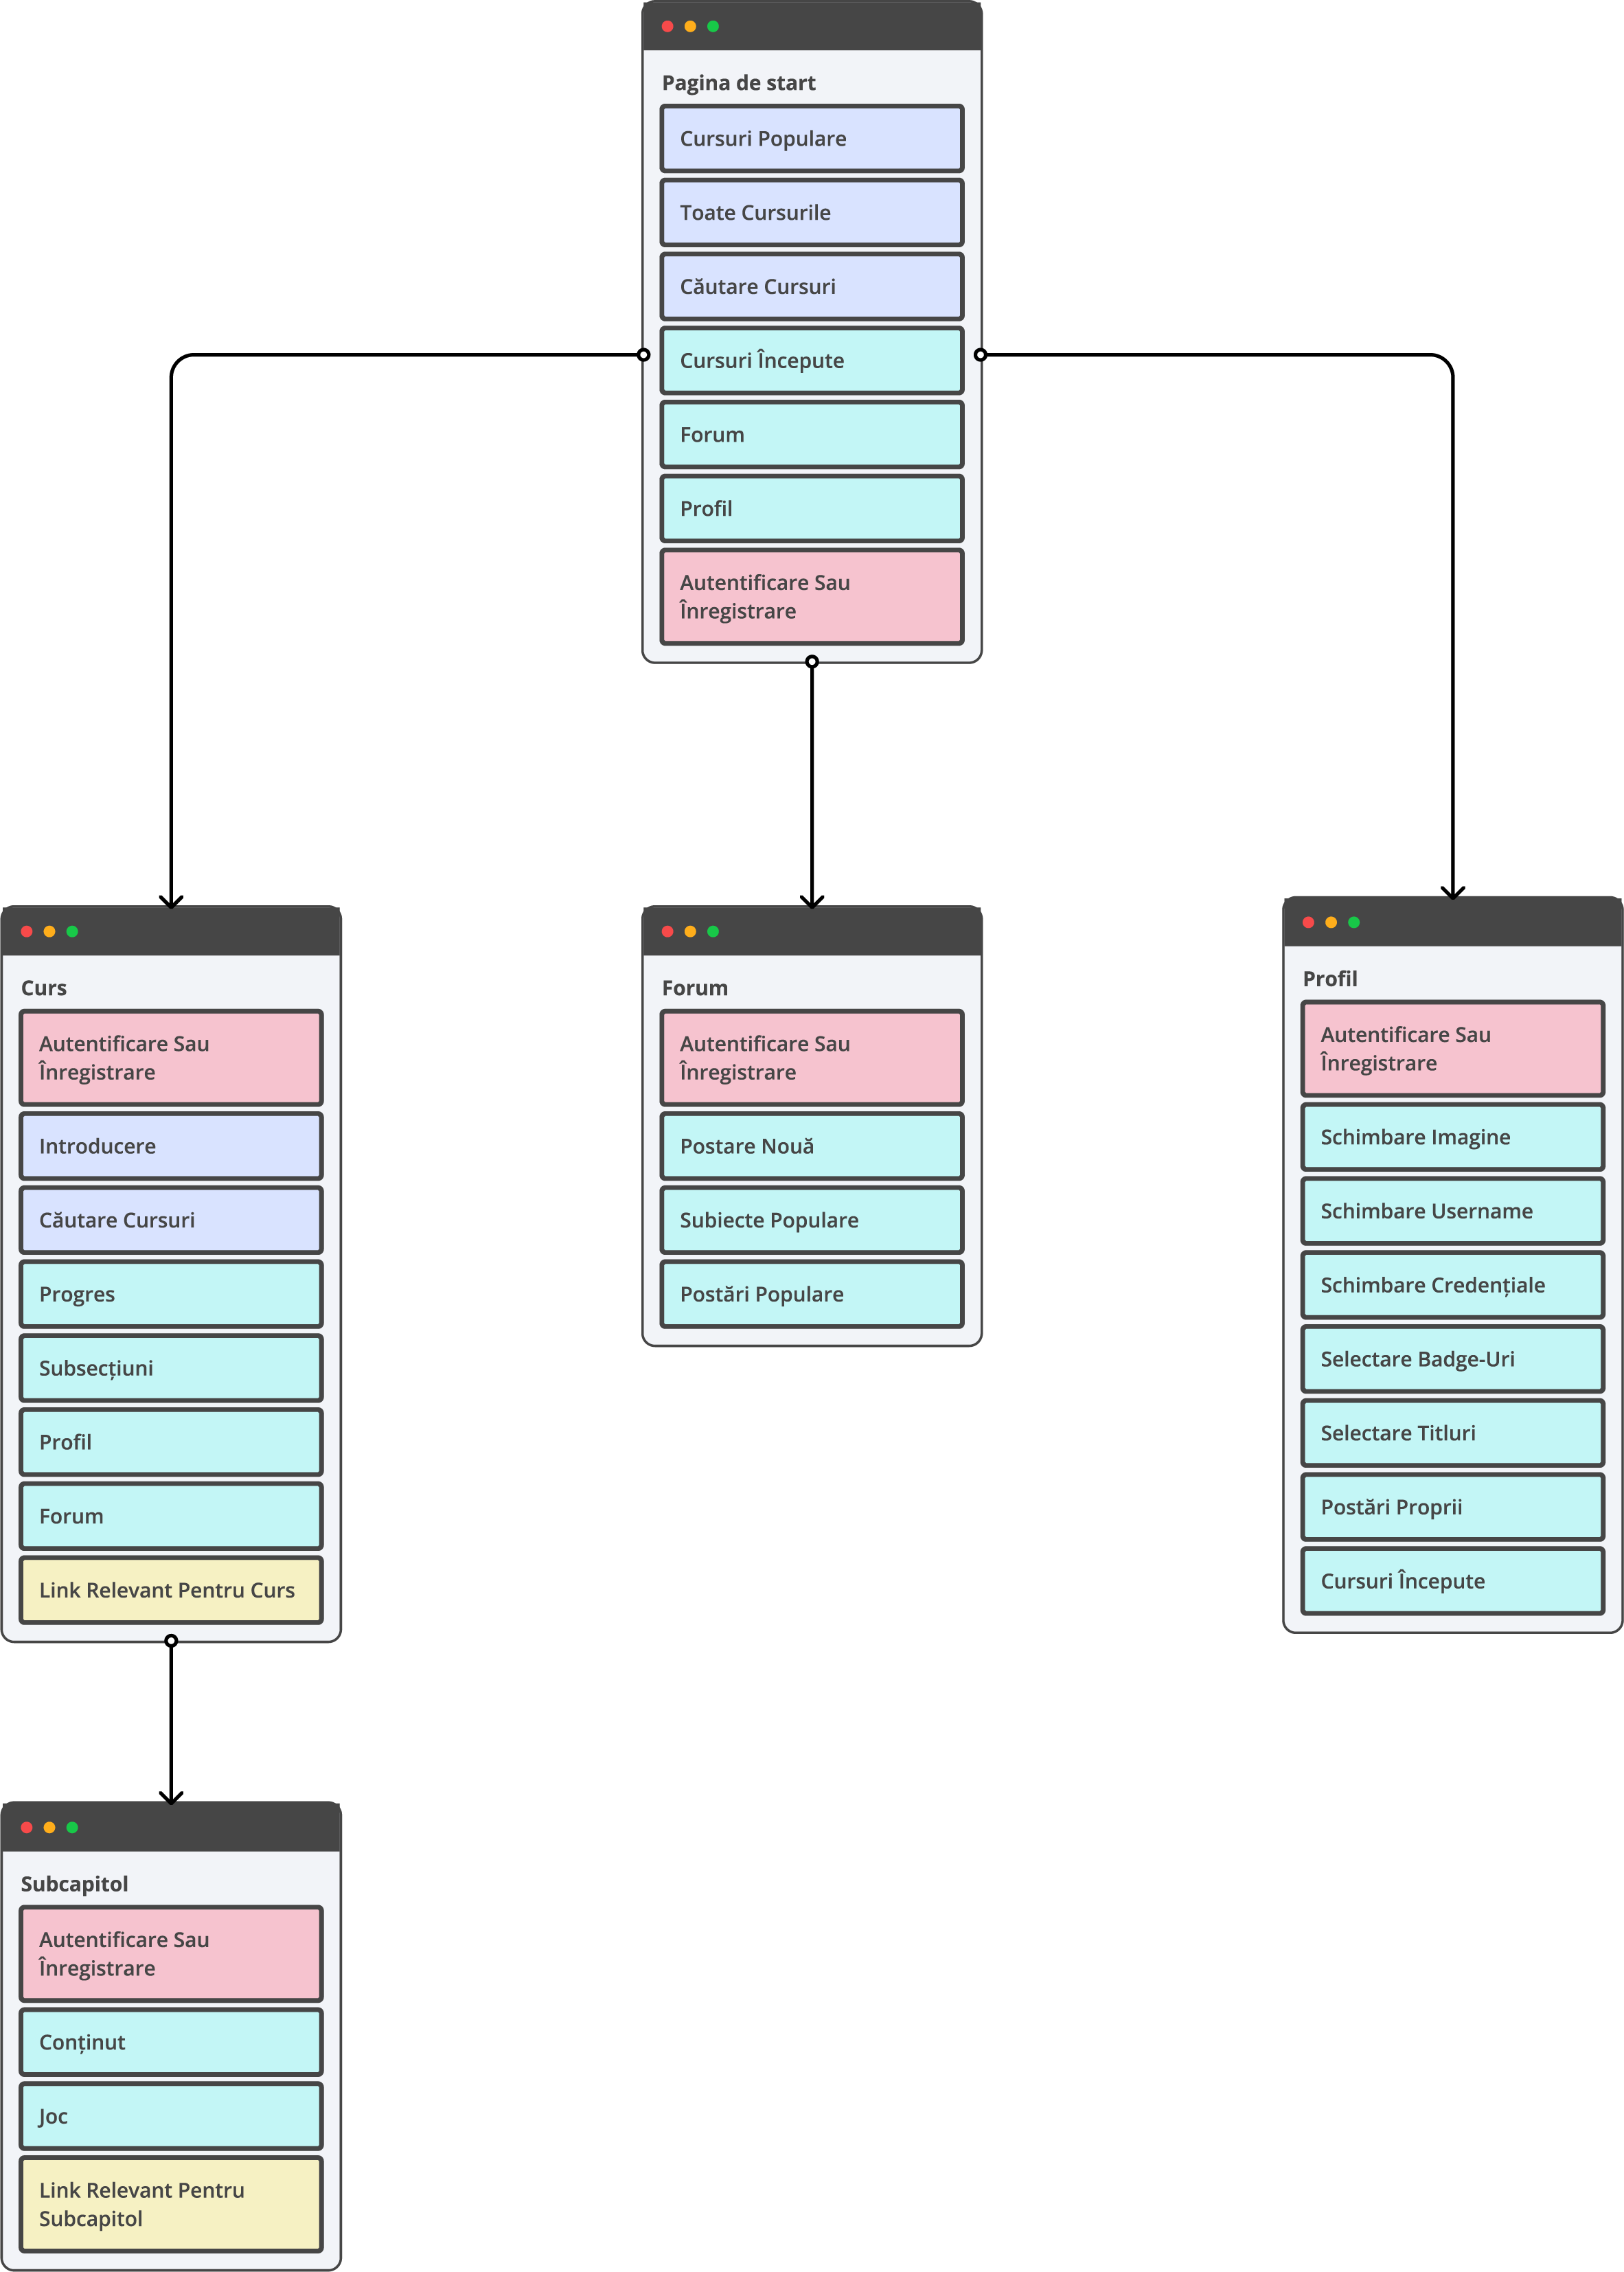 Pagina de start
Cursuri Populare
Toate Cursurile
Căutare Cursuri
Cursuri Începute
Forum
Profil
Autentificare Sau
Înregistrare
Curs
Autentificare Sau
Înregistrare
Introducere
Căutare Cursuri
Progres
Subsecțiuni
Profil
Forum
Link Relevant Pentru Curs
Forum
Autentificare Sau
Înregistrare
Postare Nouă
Subiecte Populare
Postări Populare
Profil
Autentificare Sau
Înregistrare
Schimbare Imagine
Schimbare Username
Schimbare Credențiale
Selectare Badge-Uri
Selectare Titluri
Postări Proprii
Cursuri Începute
Subcapitol
Autentificare Sau
Înregistrare
Conținut
Joc
Link Relevant Pentru
Subcapitol